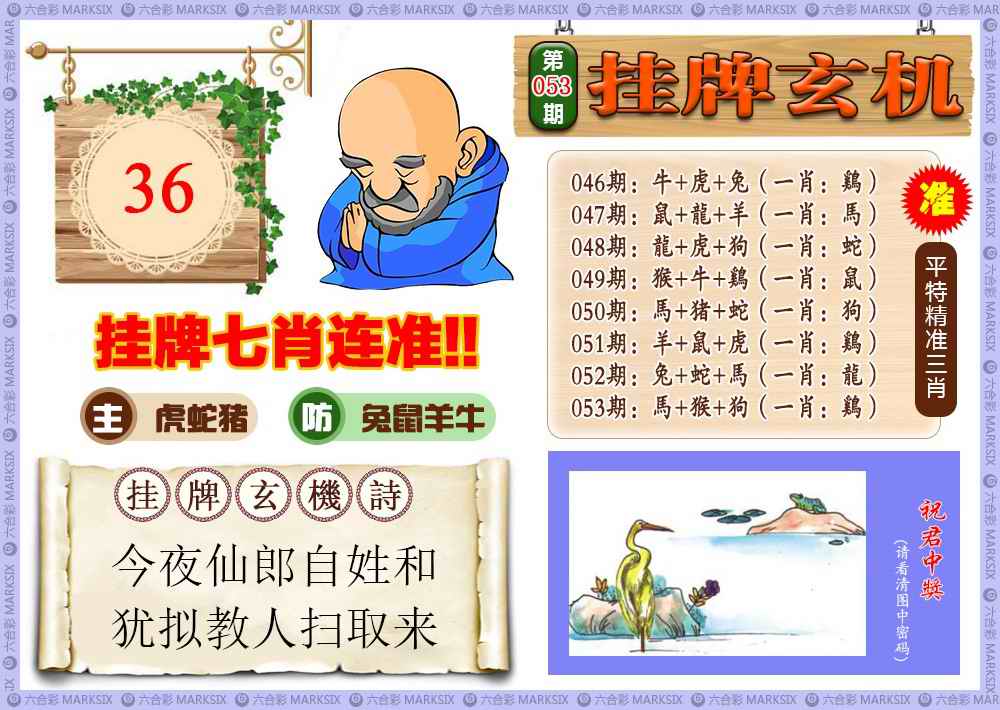 六合彩 MARKSIX
36
第
053
期
挂牌玄机
046期：牛+虎+兔（一肖：鷄）
047期：鼠+龍+羊（一肖：馬）
048期：龍+虎+狗（一肖：蛇）
049期：猴+牛+鷄（一肖：鼠）
050期：馬+猪+蛇（一肖：狗）
051期：羊+鼠+虎（一肖：鷄）
052期：兔+蛇+馬（一肖：龍）
053期：馬+猴+狗（一肖：鷄）
准
平特精准三肖
挂牌七肖连准!!
主 虎蛇猪
防 兔鼠羊牛
挂牌玄機詩
今夜仙郎自姓和
犹拟教人扫取来
祝君中獎
(请看清图中密码)